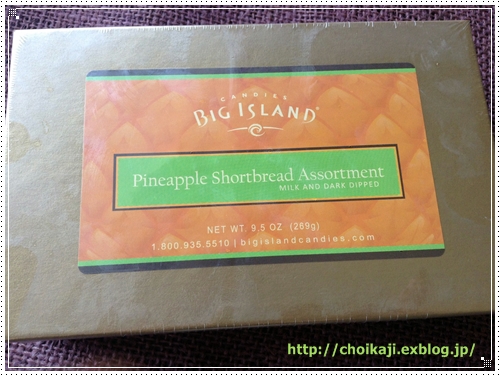 CANDIES
BIG ISLAND®
Pineapple Shortbread Assortment
MILK AND DARK DIPPED
NET WT. 9.5 OZ (269g)
1.800.935.5510 | bigislandcandies.com
http://choikaji.exblog.jp/